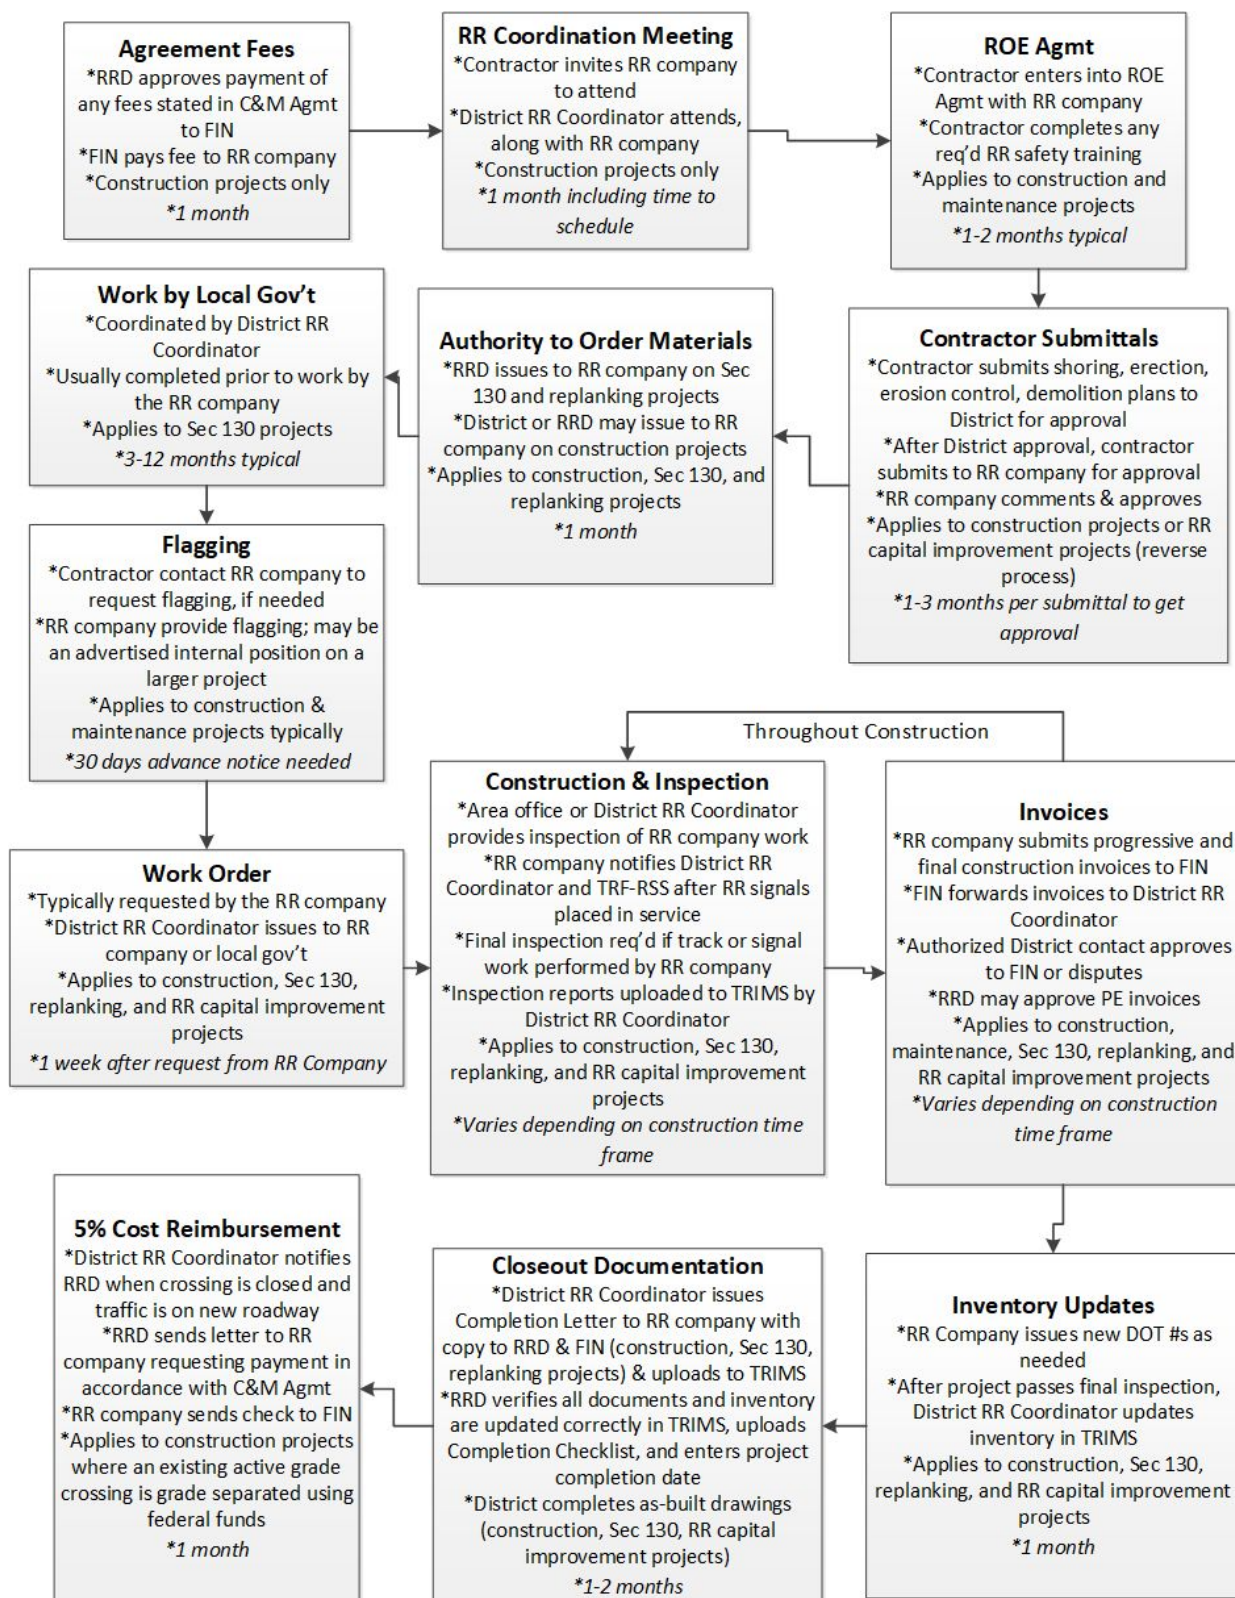 Agreement Fees
*RRD approves payment of
any fees stated in C&M Agmt
to FIN
*FIN pays fee to RR company
*Construction projects only
*1 month
RR Coordination Meeting
*Contractor invites RR company
to attend
*District RR Coordinator attends,
along with RR company
*Construction projects only
*1 month including time to
schedule
ROE Agmt
*Contractor enters into ROE
Agmt with RR company
*Contractor completes any
req'd RR safety training
*Applies to construction and
maintenance projects
*1-2 months typical
Work by Local Gov't
*Coordinated by District RR
Coordinator
*Usually completed prior to work by
the RR company
*Applies to Sec 130 projects
*3-12 months typical
Authority to Order Materials
*RRD issues to RR company on Sec
130 and replanking projects
*District or RRD may issue to RR
company on construction projects
*Applies to construction, Sec 130, and
replanking projects
*1 month
Contractor Submittals
*Contractor submits shoring, erection,
erosion control, demolition plans to
District for approval
*After District approval, contractor
submits to RR company for approval
*RR company comments & approves
*Applies to construction projects or RR
capital improvement projects (reverse
process)
*1-3 months per submittal to get
approval
Flagging
*Contractor contact RR company to
request flagging, if needed
*RR company provide flagging; may be
an advertised internal position on a
larger project
*Applies to construction &
maintenance projects typically
*30 days advance notice needed
Throughout Construction
Work Order
*Typically requested by the RR company
*District RR Coordinator issues to RR
company or local gov't
*Applies to construction, Sec 130,
replanking, and RR capital improvement
projects
*1 week after request from RR Company
Construction & Inspection
*Area office or District RR Coordinator
provides inspection of RR company work
*RR company notifies District RR
Coordinator and TRF-RSS after RR signals
placed in service
*Final inspection req'd if track or signal
work performed by RR company
*Inspection reports uploaded to TRIMS by
District RR Coordinator
*Applies to construction, Sec 130,
replanking, and RR capital improvement
projects
*Varies depending on construction time
frame
Invoices
*RR company submits progressive and
final construction invoices to FIN
*FIN forwards invoices to District RR
Coordinator
*Authorized District contact approves
to FIN or disputes
*RRD may approve PE invoices
*Applies to construction,
maintenance, Sec 130, replanking, and
RR capital improvement projects
*Varies depending on construction
time frame
5% Cost Reimbursement
*District RR Coordinator notifies
RRD when crossing is closed and
traffic is on new roadway
*RRD sends letter to RR
company requesting payment in
accordance with C&M Agmt
*RR company sends check to FIN
*Applies to construction projects
where an existing active grade
crossing is grade separated using
federal funds
*1 month
Closeout Documentation
*District RR Coordinator issues
Completion Letter to RR company with
copy to RRD & FIN (construction, Sec 130,
replanking projects) & uploads to TRIMS
*RRD verifies all documents and inventory
are updated correctly in TRIMS, uploads
Completion Checklist, and enters project
completion date
*District completes as-built drawings
(construction, Sec 130, RR capital
improvement projects)
*1-2 months
Inventory Updates
*RR Company issues new DOT #s as
needed
*After project passes final inspection,
District RR Coordinator updates
inventory in TRIMS
*Applies to construction, Sec 130,
replanking, and RR capital improvement
projects
*1 month